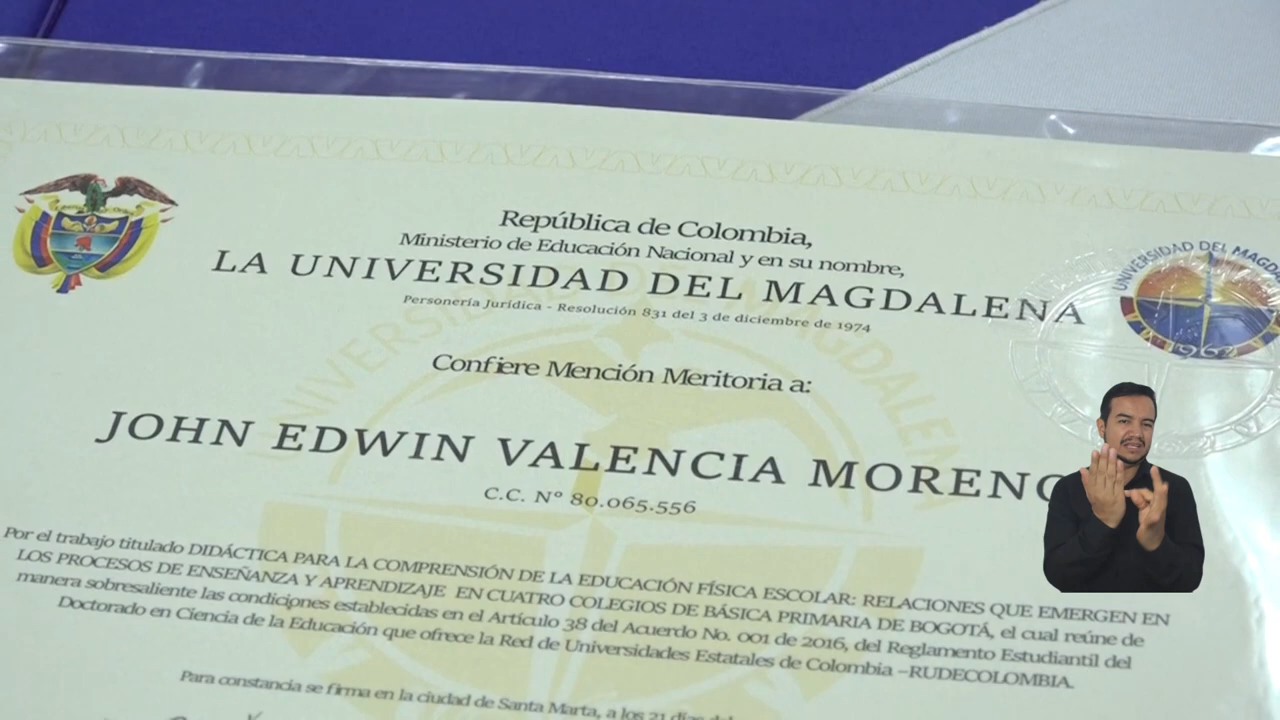 República de Colombia,
Ministerio de Educación Nacional y en su nombre,
LA UNIVERSIDAD DEL MAGDALENA
Personería Jurídica - Resolución 831 del 3 de diciembre de 1974
UNIVERSIDAD DEL
1967
Confiere Mención Meritoria a:
JOHN EDWIN VALENCIA MORENO
C.C. Nº 80.065.556
Por el trabajo titulado DIDÁCTICA PARA LA COMPRENSIÓN DE LA EDUCACIÓN FÍSICA ESCOLAR: RELACIONES QUE EMERGEN EN
LOS PROCESOS DE ENSEÑANZA Y APRENDIZAJE EN CUATRO COLEGIOS DE BÁSICA PRIMARIA DE BOGOTÁ, el cual reúne de
manera sobresaliente las condiciones establecidas en el Artículo 38 del Acuerdo No. 001 de 2016, del Reglamento Estudiantil del
Doctorado en Ciencia de la Educación que ofrece la Red de Universidades Estatales de Colombia –RUDECOLOMBIA.
Para constancia se firma en la ciudad de Santa Marta, a los 21 días